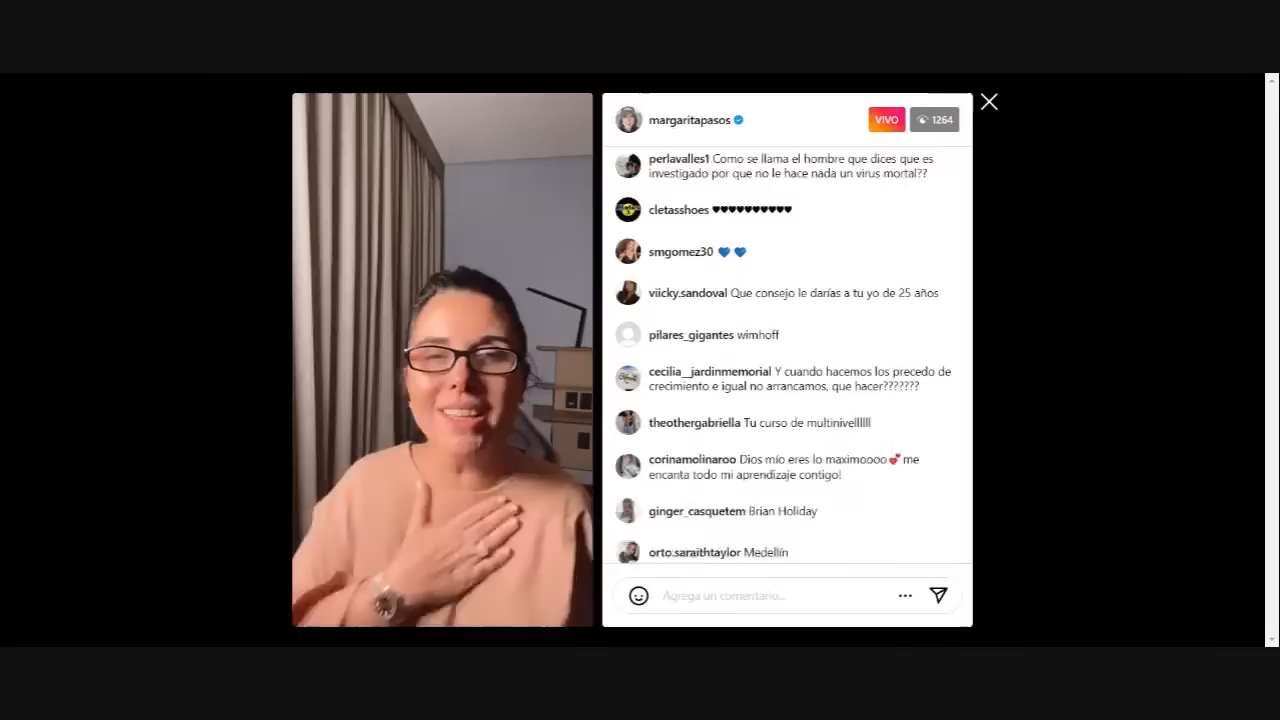 margaritapasos
VIVO
1264
perlavalles1 Como se llama el hombre que dices que es
investigado por que no le hace nada un virus mortal??
cletasshoes ♥♥♥♥♥♥♥♥♥♥
smgomez30 💙 💙
viicky.sandoval Que consejo le darías a tu yo de 25 años
pilares_gigantes wimhoff
cecilia__jardinmemorial Y cuando hacemos los precedo de
crecimiento e igual no arrancamos, que hacer???????
theothergabriella Tu curso de multinivelllllll
corinamolinaroo Dios mío eres lo maximoooo💕 me
encanta todo mi aprendizaje contigo!
ginger_casquetem Brian Holiday
orto.saraithtaylor Medellín
Agrega un comentario...